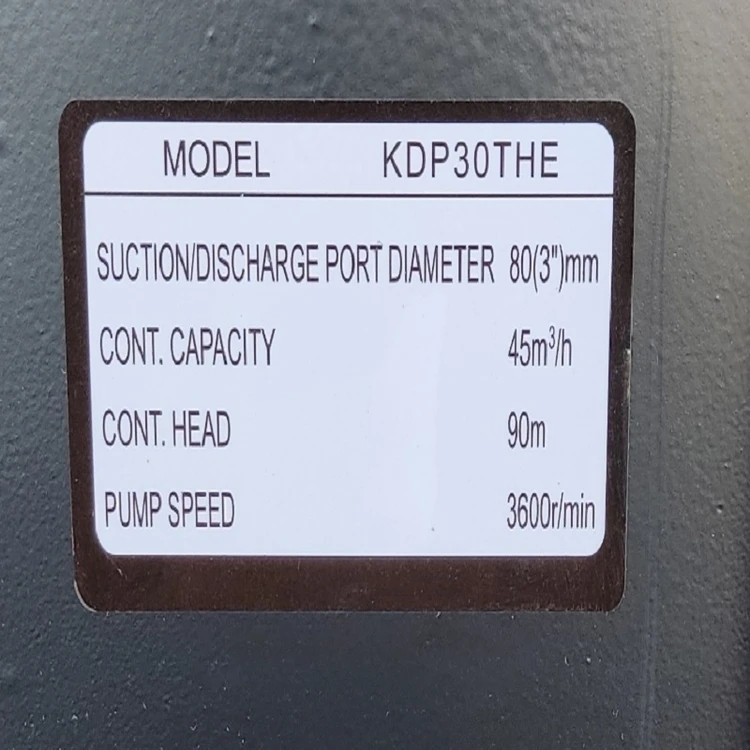 MODEL KDP30THE
SUCTION/DISCHARGE PORT DIAMETER 80(3")mm
CONT. CAPACITY 45m³/h
CONT. HEAD 90m
PUMP SPEED 3600r/min